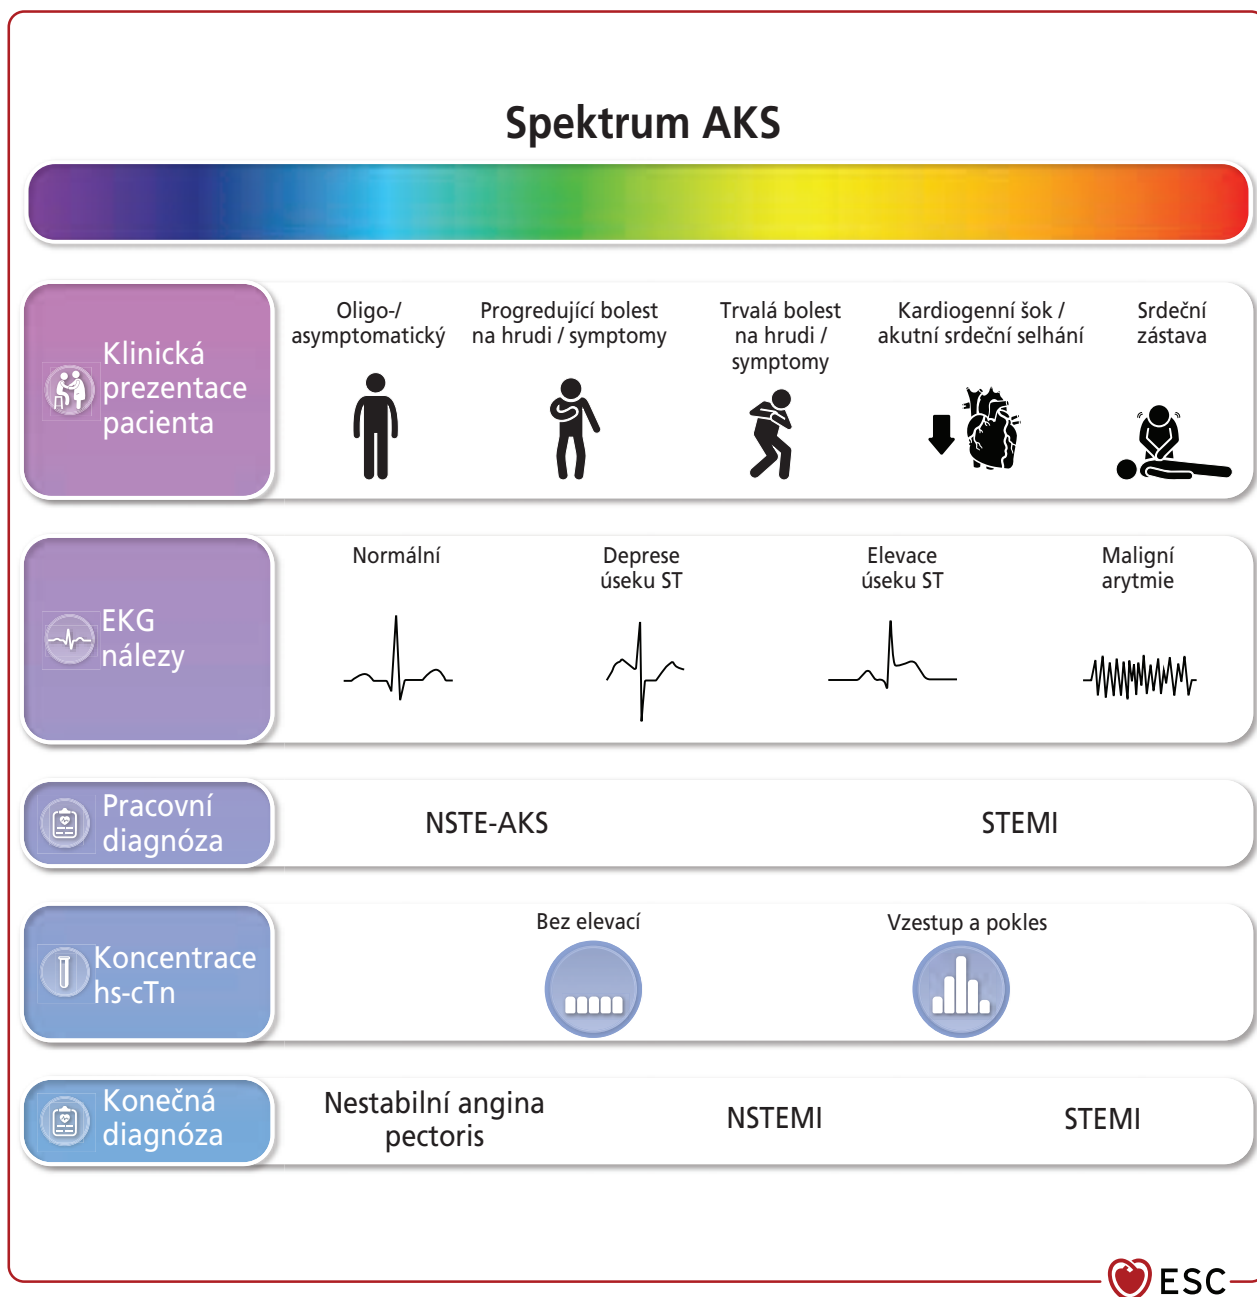 Spektrum AKS
Klinická
prezentace
pacienta
Oligo-/
asymptomatický
Progredující bolest
na hrudi / symptomy
Trvalá bolest
na hrudi /
symptomy
Kardiogenní šok /
akutní srdeční selhání
Srdeční
zástava
EKG
nálezy
Normální
Deprese
úseku ST
Elevace
úseku ST
Maligní
arytmie
Pracovní
diagnóza
NSTE-AKS
STEMI
Koncentrace
hs-cTn
Bez elevací
Vzestup a pokles
Konečná
diagnóza
Nestabilní angina
pectoris
NSTEMI
STEMI
ESC